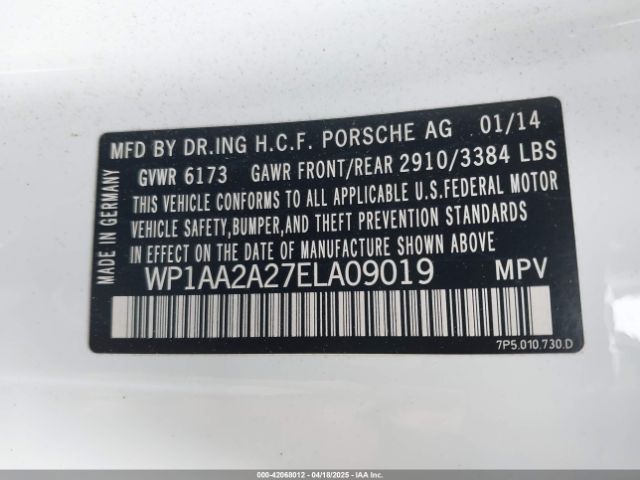 MFD BY DR.ING H.C.F. PORSCHE AG 01/14
GVWR 6173 GAWR FRONT/REAR 2910/3384 LBS
THIS VEHICLE CONFORMS TO ALL APPLICABLE U.S.FEDERAL MOTOR
VEHICLE SAFETY,BUMPER,AND THEFT PREVENTION STANDARDS
IN EFFECT ON THE DATE OF MANUFACTURE SHOWN ABOVE
WP1AA2A27ELA09019 MPV
MADE IN GERMANY
7P5.010.730.D
000-42068012 - 04/18/2025 - IAAI.COM